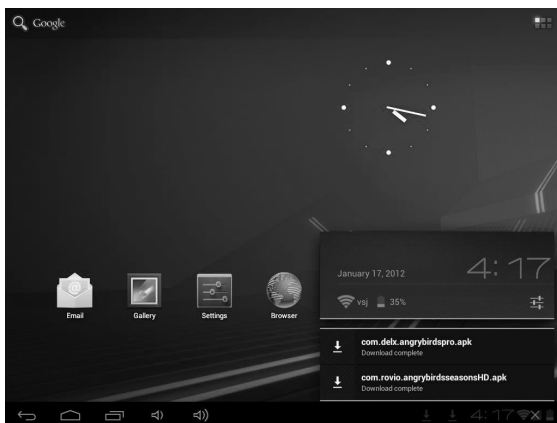 Google
January 17, 2012
4:17
vsj
35%
Email
Gallery
Settings
Browser
com.delx.angrybirdspro.apk
Download complete
com.rovio.angrybirdsseasonsHD.apk
Download complete
4:17